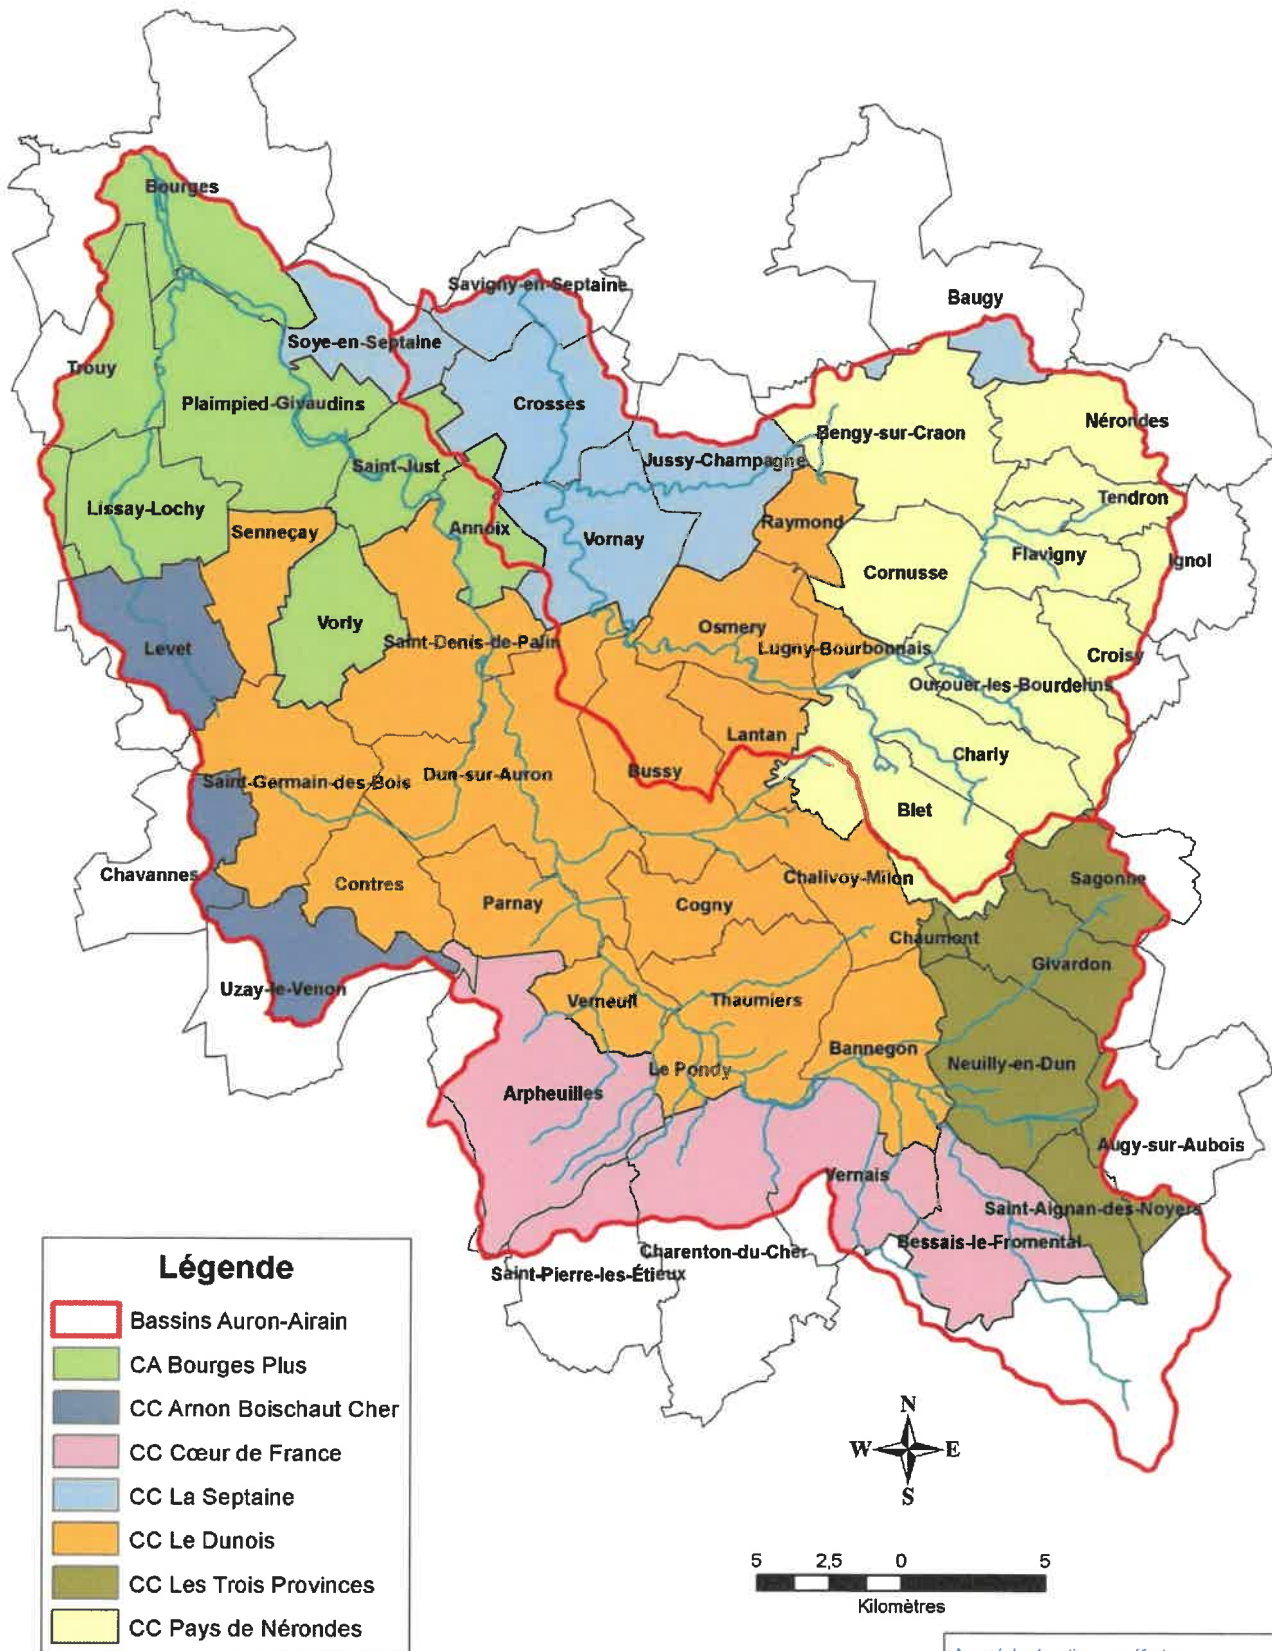 Bourges
Savigny-en-Septaine
Baugy
Soye-en-Septaine
Trouy
Plaimpied-Givaudins
Crosses
Nérondes
Bengy-sur-Craon
Saint-Just
Jussy-Champagne
Tendron
Lissay-Lochy
Senneçay
Annoix
Vornay
Raymond
Flavigny
Ignol
Cornusse
Vorly
Levet
Saint-Denis-de-Palin
Osmery
Lugny-Bourbonnais
Croisy
Ourouer-les-Bourdelins
Lantan
Charly
Saint-Germain-des-Bois
Dun-sur-Auron
Bussy
Blet
Chavannes
Contres
Chalivoy-Milon
Sagonne
Parnay
Cogny
Chaumont
Givardon
Uzay-le-Venon
Verneuil
Thaumiers
Bannegon
Le Pondy
Neuilly-en-Dun
Arpheuilles
Augy-sur-Aubois
Vernais
Saint-Aignan-des-Noyers
Bessais-le-Fromental
Charenton-du-Cher
Saint-Pierre-les-Étieux
Légende
Bassins Auron-Airain
CA Bourges Plus
CC Arnon Boischaut Cher
CC Cœur de France
CC La Septaine
CC Le Dunois
CC Les Trois Provinces
CC Pays de Nérondes
N
W E
S
5 2,5 0 5
Kilomètres